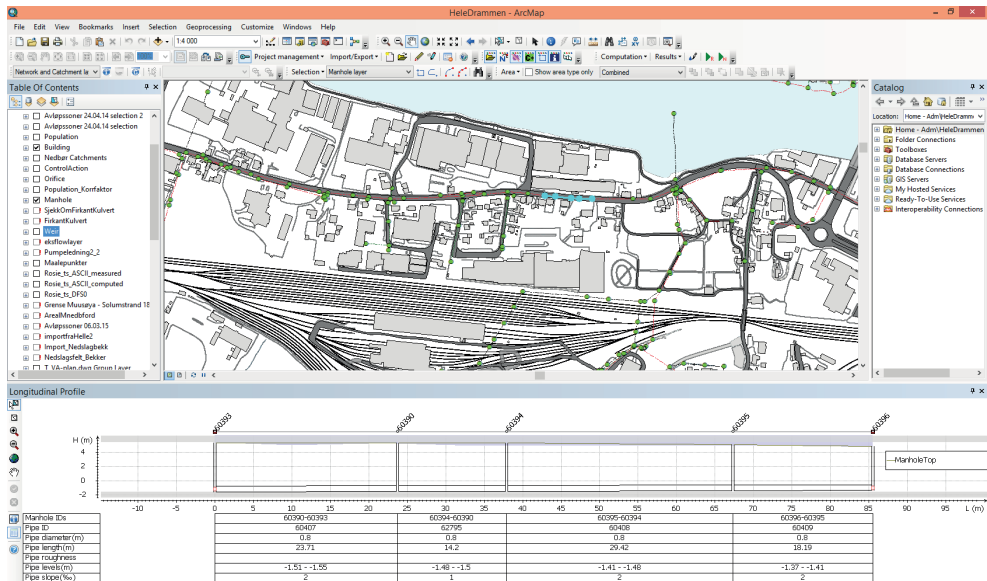 HeleDrammen - ArcMap
File Edit View Bookmarks Insert Selection Geoprocessing Customize Windows Help
1:4 000
Project management Import/Export Computation Results
Network and Catchment la Selection Manhole layer Area Show area type only Combined
Table Of Contents
Avløpssoner 24.04.14 selection 2
Avløpssoner 24.04.14 selection
Population
Building
Nedbør Catchments
ControlAction
Orifice
Population_Korrfaktor
Manhole
SjekkOmFirkantKulvert
FirkantKulvert
Weir
eksflowlayer
Pumpeledning2_2
Maalepunkter
Rosie_ts_ASCII_measured
Rosie_ts_ASCII_computed
Rosie_ts_DFS0
Grense Muusøya - Solumstrand 18
ArealMnedbford
Avløpssoner 06.03.15
importfraHelle2
Import_Nedslagbekk
Nedslagsfelt_Bekker
T_VA-plan.dwg Group Layer
Catalog
Location: Home - Adm\HeleDramm
Home - Adm\HeleDrammen
Folder Connections
Toolboxes
Database Servers
Database Connections
GIS Servers
My Hosted Services
Ready-To-Use Services
Interoperability Connections
Longitudinal Profile
60393 60390 60394 60395 60396
H (m)
4
2
0
-2
ManholeTop
-10 -5 0 5 10 15 20 25 30 35 40 45 50 55 60 65 70 75 80 85 90 95 L (m)
Manhole IDs 60390-60393 60394-60390 60395-60394 60396-60395
Pipe ID 60407 62795 60408 60409
Pipe diameter(m) 0.8 0.8 0.8 0.8
Pipe length(m) 23.71 14.2 29.42 18.19
Pipe roughness
Pipe levels(m) -1.51 - -1.55 -1.48 - -1.5 -1.41 - -1.48 -1.37 - -1.41
Pipe slope(‰) 2 1 2 2